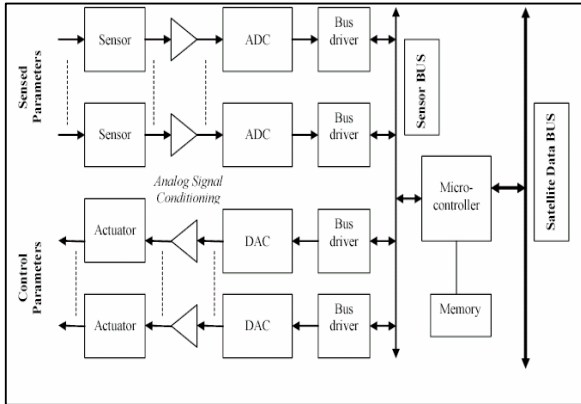 Sensed
Parameters
Sensor
ADC
Bus
driver
Sensor
ADC
Bus
driver
Sensor BUS
Analog Signal
Conditioning
Micro-
controller
Memory
Satellite Data BUS
Control
Parameters
Actuator
DAC
Bus
driver
Actuator
DAC
Bus
driver